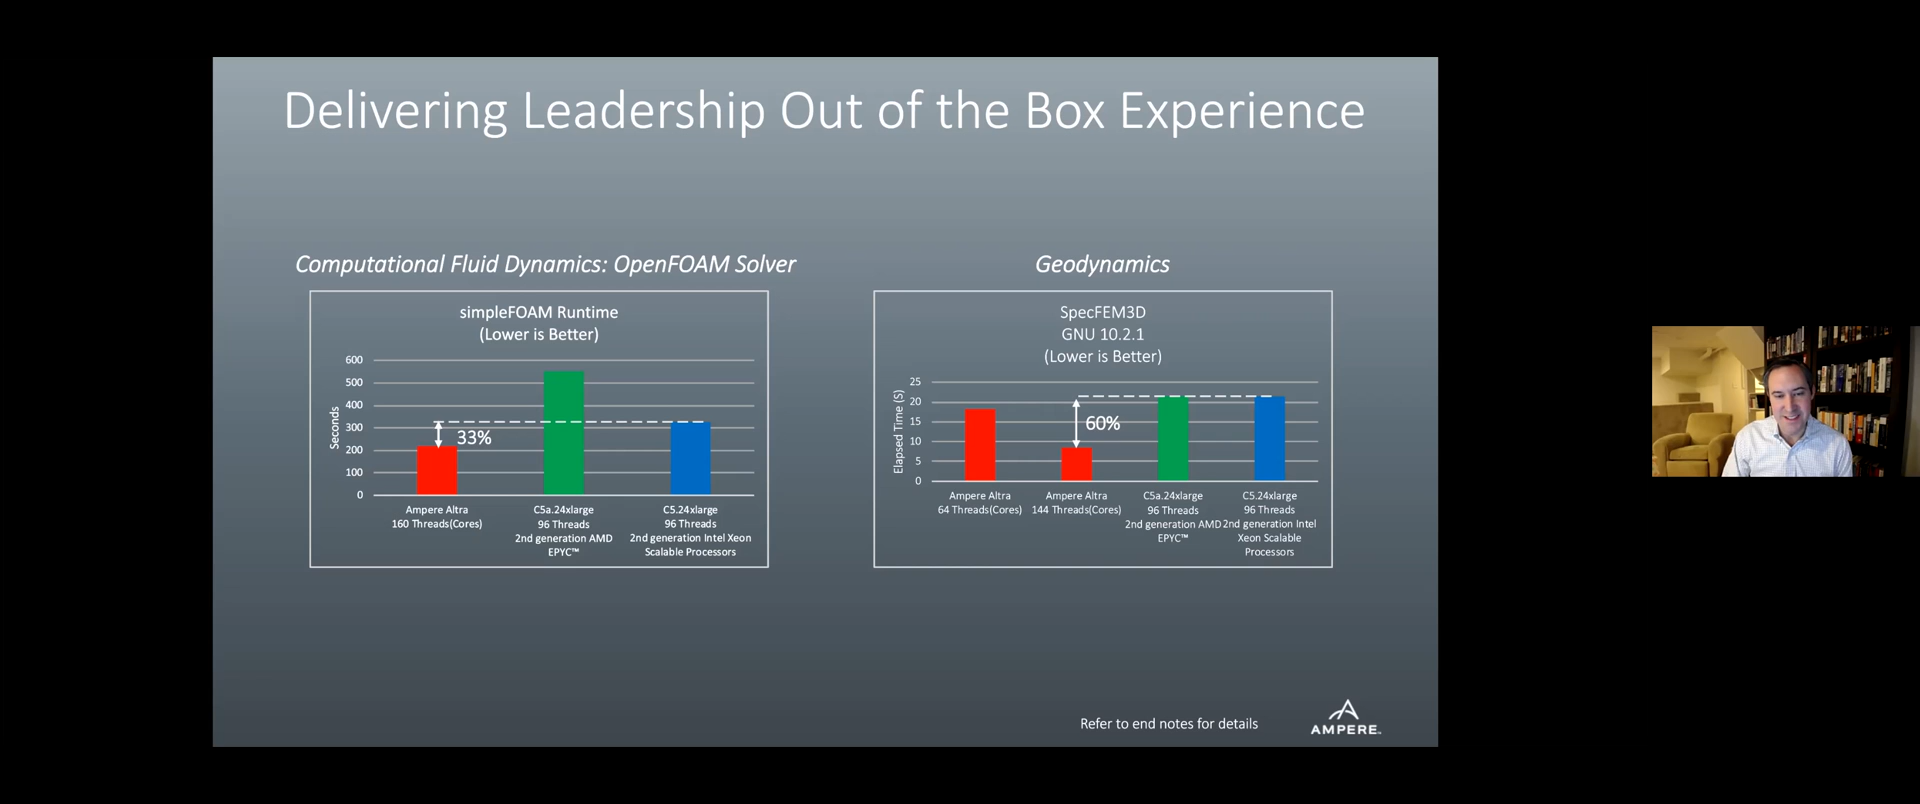 Delivering Leadership Out of the Box Experience
Computational Fluid Dynamics: OpenFOAM Solver
simpleFOAM Runtime
(Lower is Better)
600
500
400
300
200
100
0
Seconds
33%
Ampere Altra
160 Threads(Cores)
C5a.24xlarge
96 Threads
2nd generation AMD
EPYC™
C5.24xlarge
96 Threads
2nd generation Intel Xeon
Scalable Processors
Geodynamics
SpecFEM3D
GNU 10.2.1
(Lower is Better)
25
20
15
10
5
0
Elapsed Time (S)
60%
Ampere Altra
64 Threads(Cores)
Ampere Altra
144 Threads(Cores)
C5a.24xlarge
96 Threads
2nd generation AMD
EPYC™
C5.24xlarge
96 Threads
2nd generation Intel
Xeon Scalable
Processors
Refer to end notes for details
AMPERE™